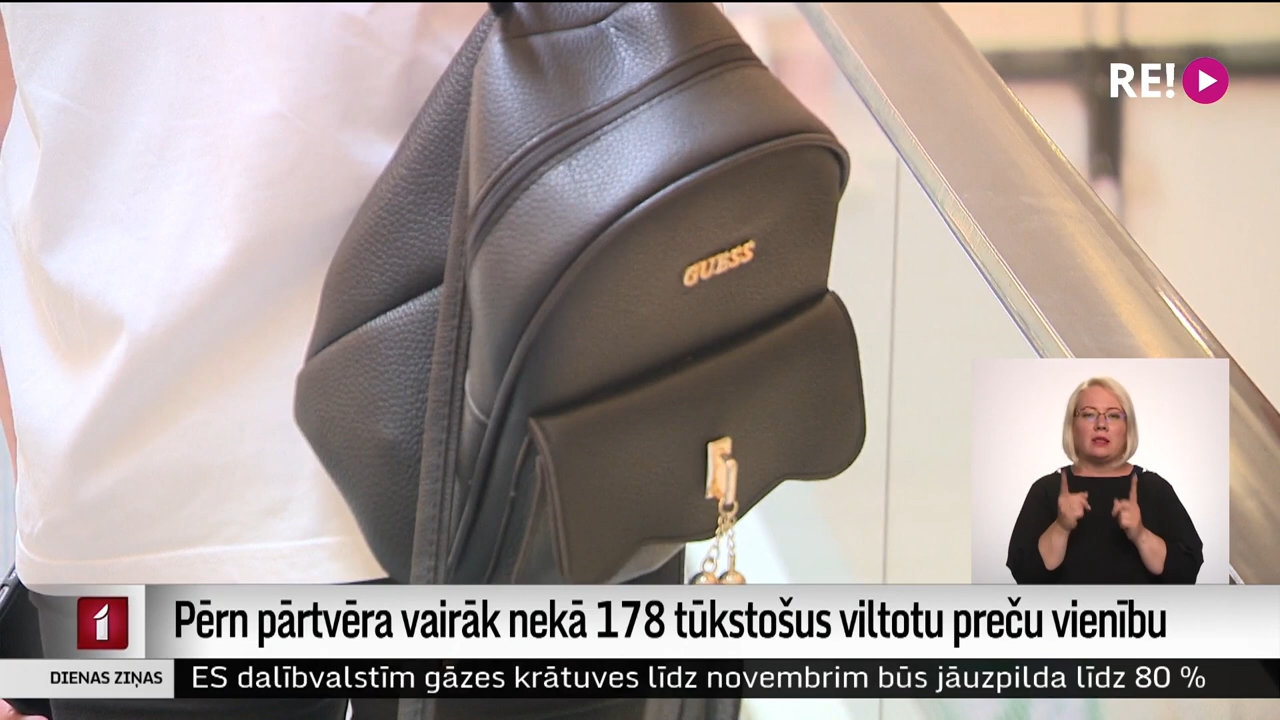 RE!
GUESS
Pērn pārtvēra vairāk nekā 178 tūkstošus viltotu preču vienību
1
DIENAS ZIŅAS
ES dalībvalstīm gāzes krātuves līdz novembrim būs jāuzpilda līdz 80 %